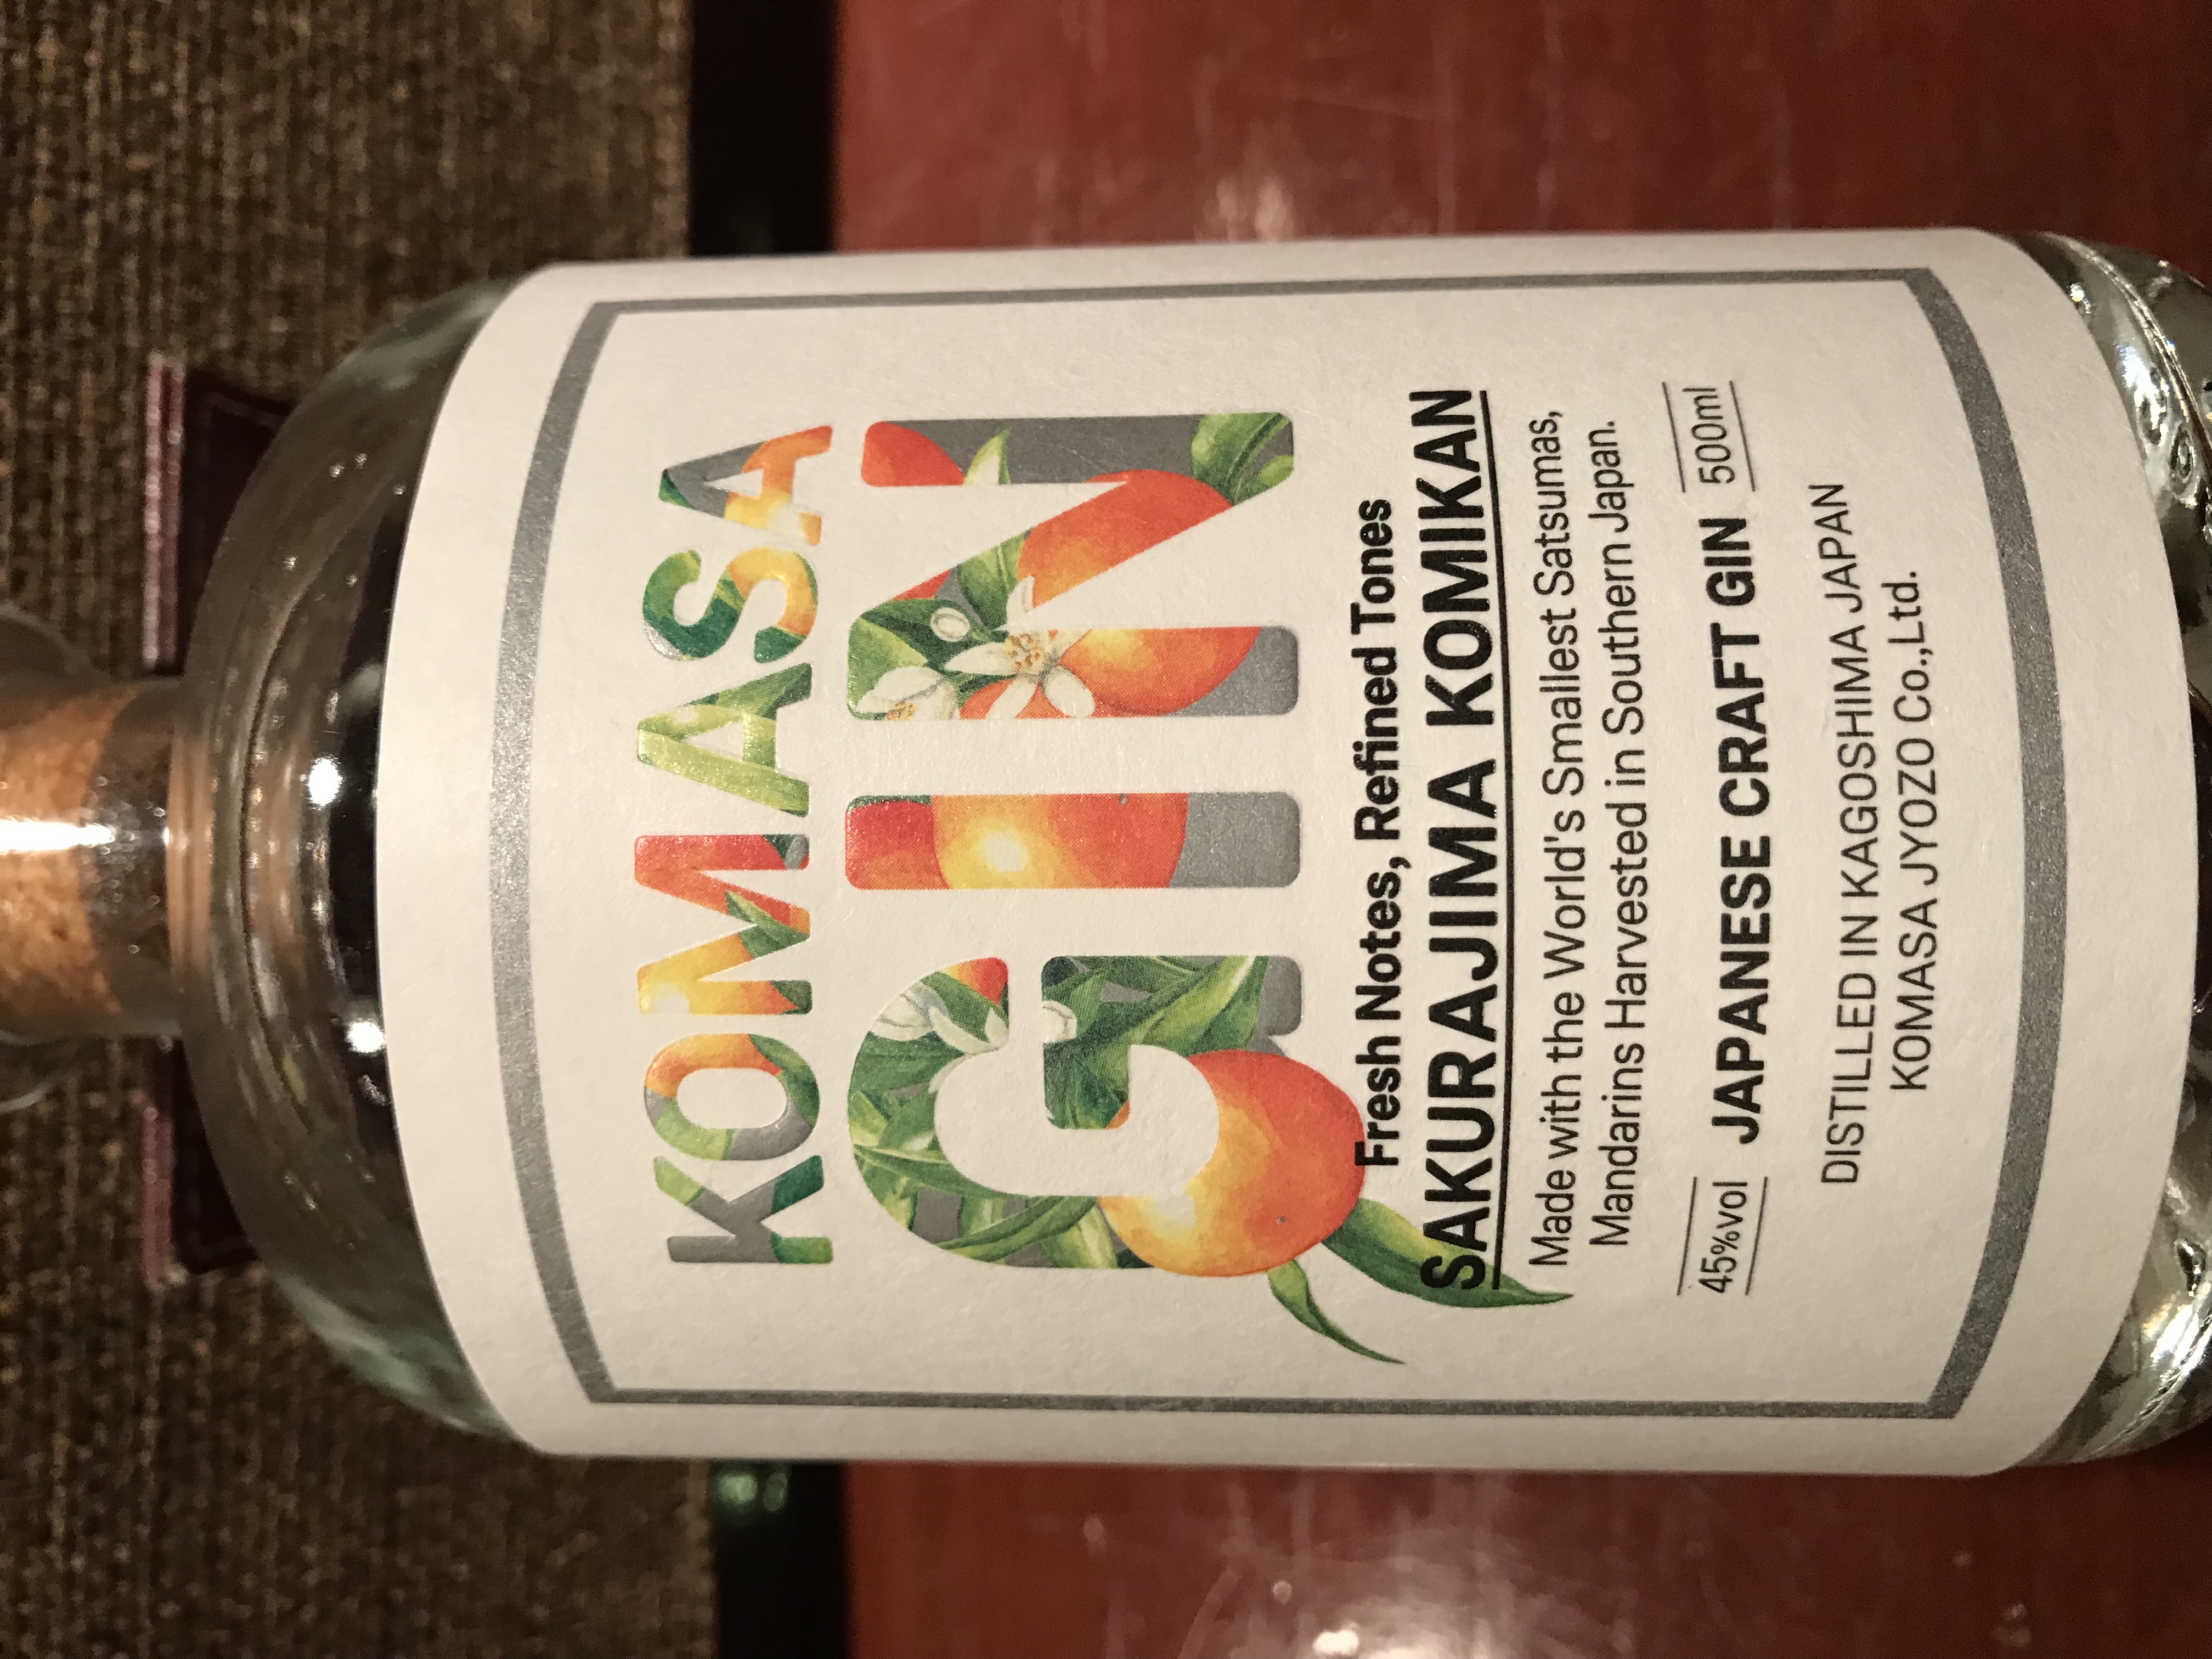 KOMASA
GIN
Fresh Notes, Refined Tones
SAKURAJIMA KOMIKAN
Made with the World's Smallest Satsumas,
Mandarins Harvested in Southern Japan.
45%vol JAPANESE CRAFT GIN 500ml
DISTILLED IN KAGOSHIMA JAPAN
KOMASA JYOZO Co.,Ltd.